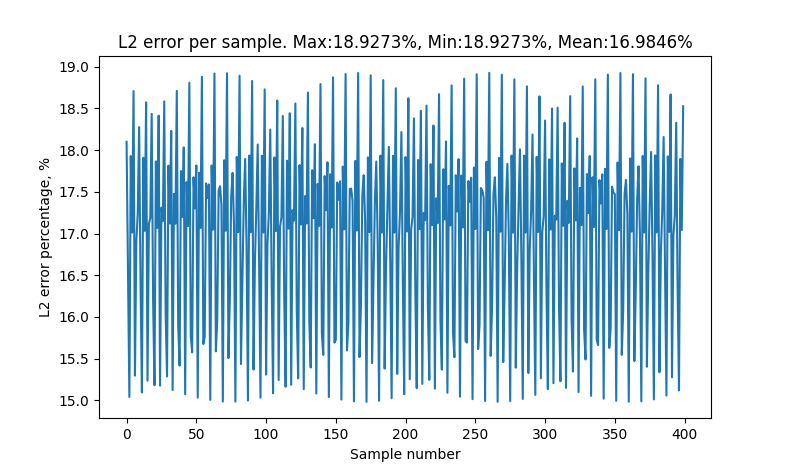 L2 error per sample. Max:18.9273%, Min:18.9273%, Mean:16.9846%
L2 error percentage, %
19.0
18.5
18.0
17.5
17.0
16.5
16.0
15.5
15.0
0 50 100 150 200 250 300 350 400
Sample number